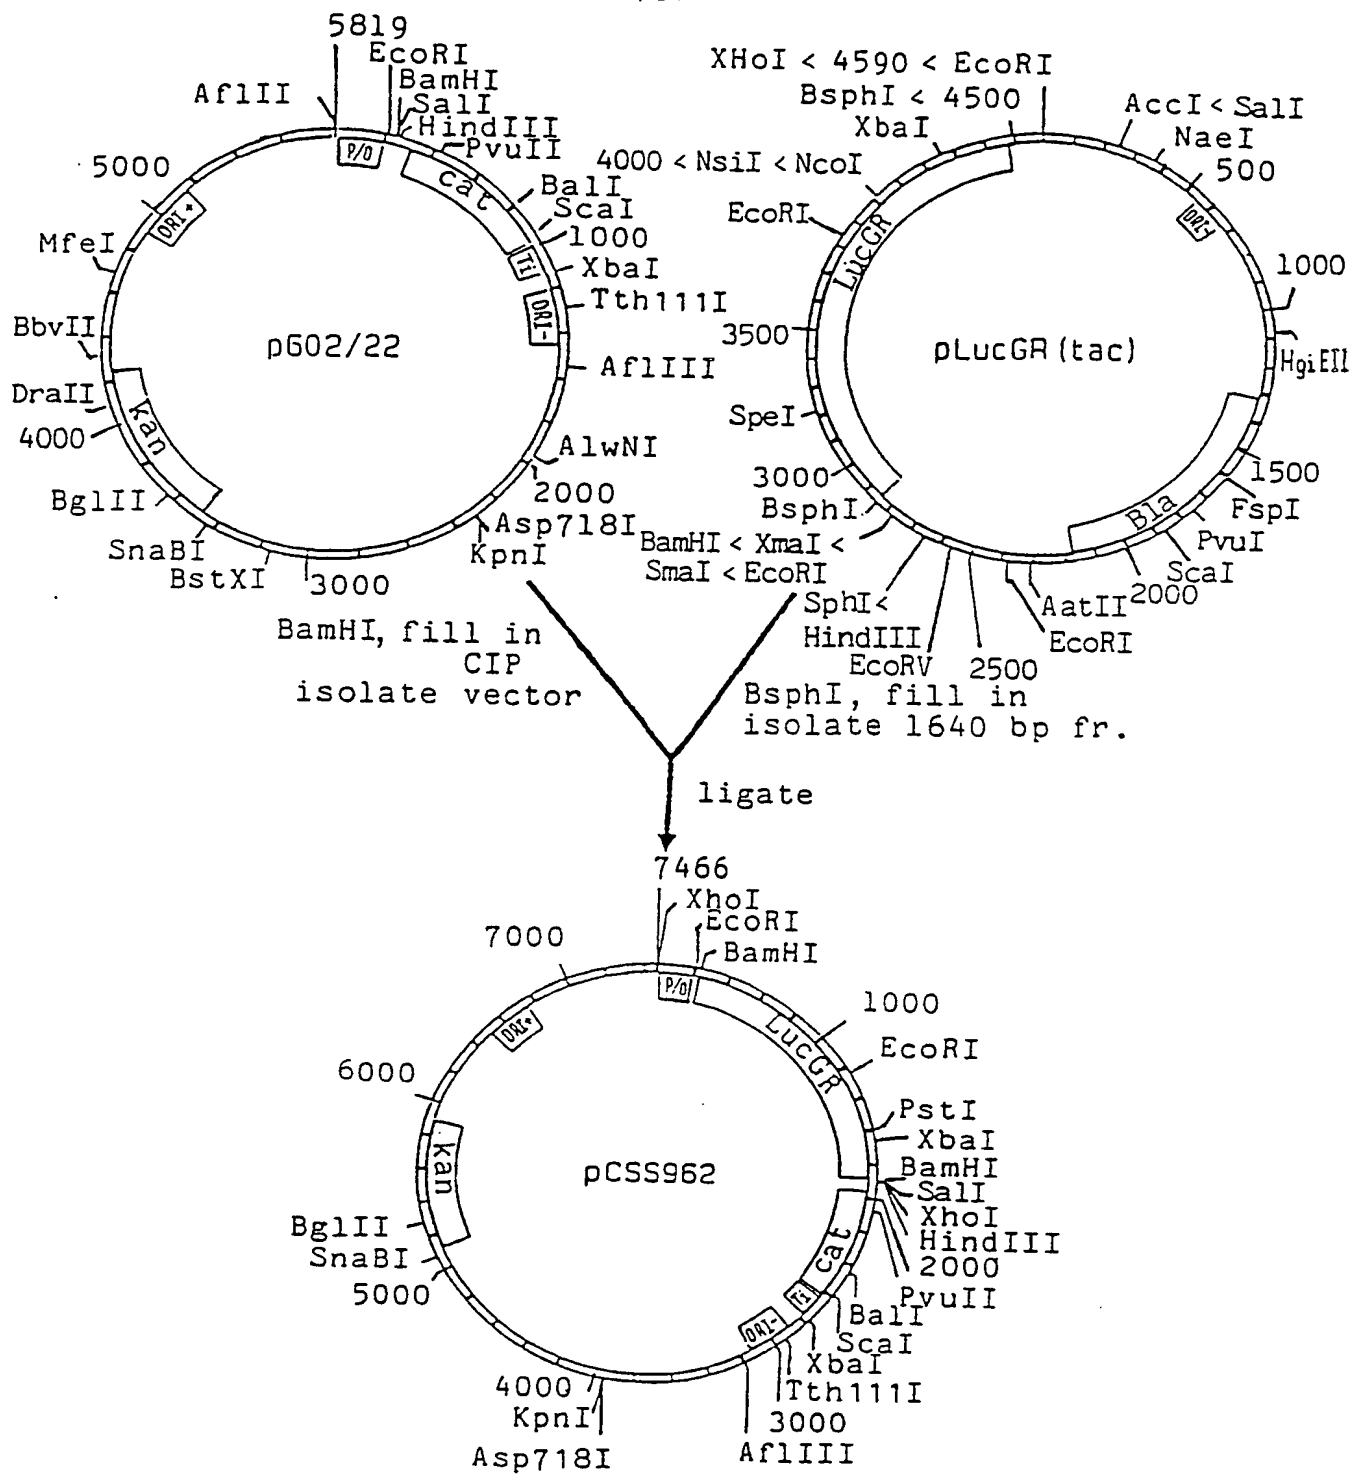 5819
EcoRI
BamHI
SalI
HindIII
PvuII
AflII
P/O
cat
BalI
ScaI
1000
XbaI
Ti
Tth111I
ORI-
AflIII
AlwNI
2000
Asp718I
KpnI
3000
BstXI
SnaBI
BglII
kan
4000
DraII
BbvII
MfeI
5000
ORI+
p602/22
XHoI < 4590 < EcoRI
BsphI < 4500
XbaI
AccI < SalI
NaeI
500
4000 < NsiI < NcoI
EcoRI
LucGR
ORI
1000
3500
pLucGR(tac)
HgiEII
SpeI
3000
BsphI
1500
FspI
Bla
PvuI
ScaI
2000
BamHI < XmaI <
SmaI < EcoRI
SphI <
HindIII
EcoRV
2500
AatII
EcoRI
BamHI, fill in
CIP
isolate vector
BsphI, fill in
isolate 1640 bp fr.
ligate
7466
XhoI
EcoRI
BamHI
7000
P/O
ORI+
1000
LucGR
EcoRI
6000
PstI
XbaI
BamHI
SalI
XhoI
HindIII
2000
PvuII
kan
pCSS962
cat
BglII
SnaBI
5000
Ti
BalI
ScaI
ORI-
XbaI
Tth111I
3000
AflIII
4000
KpnI
Asp718I